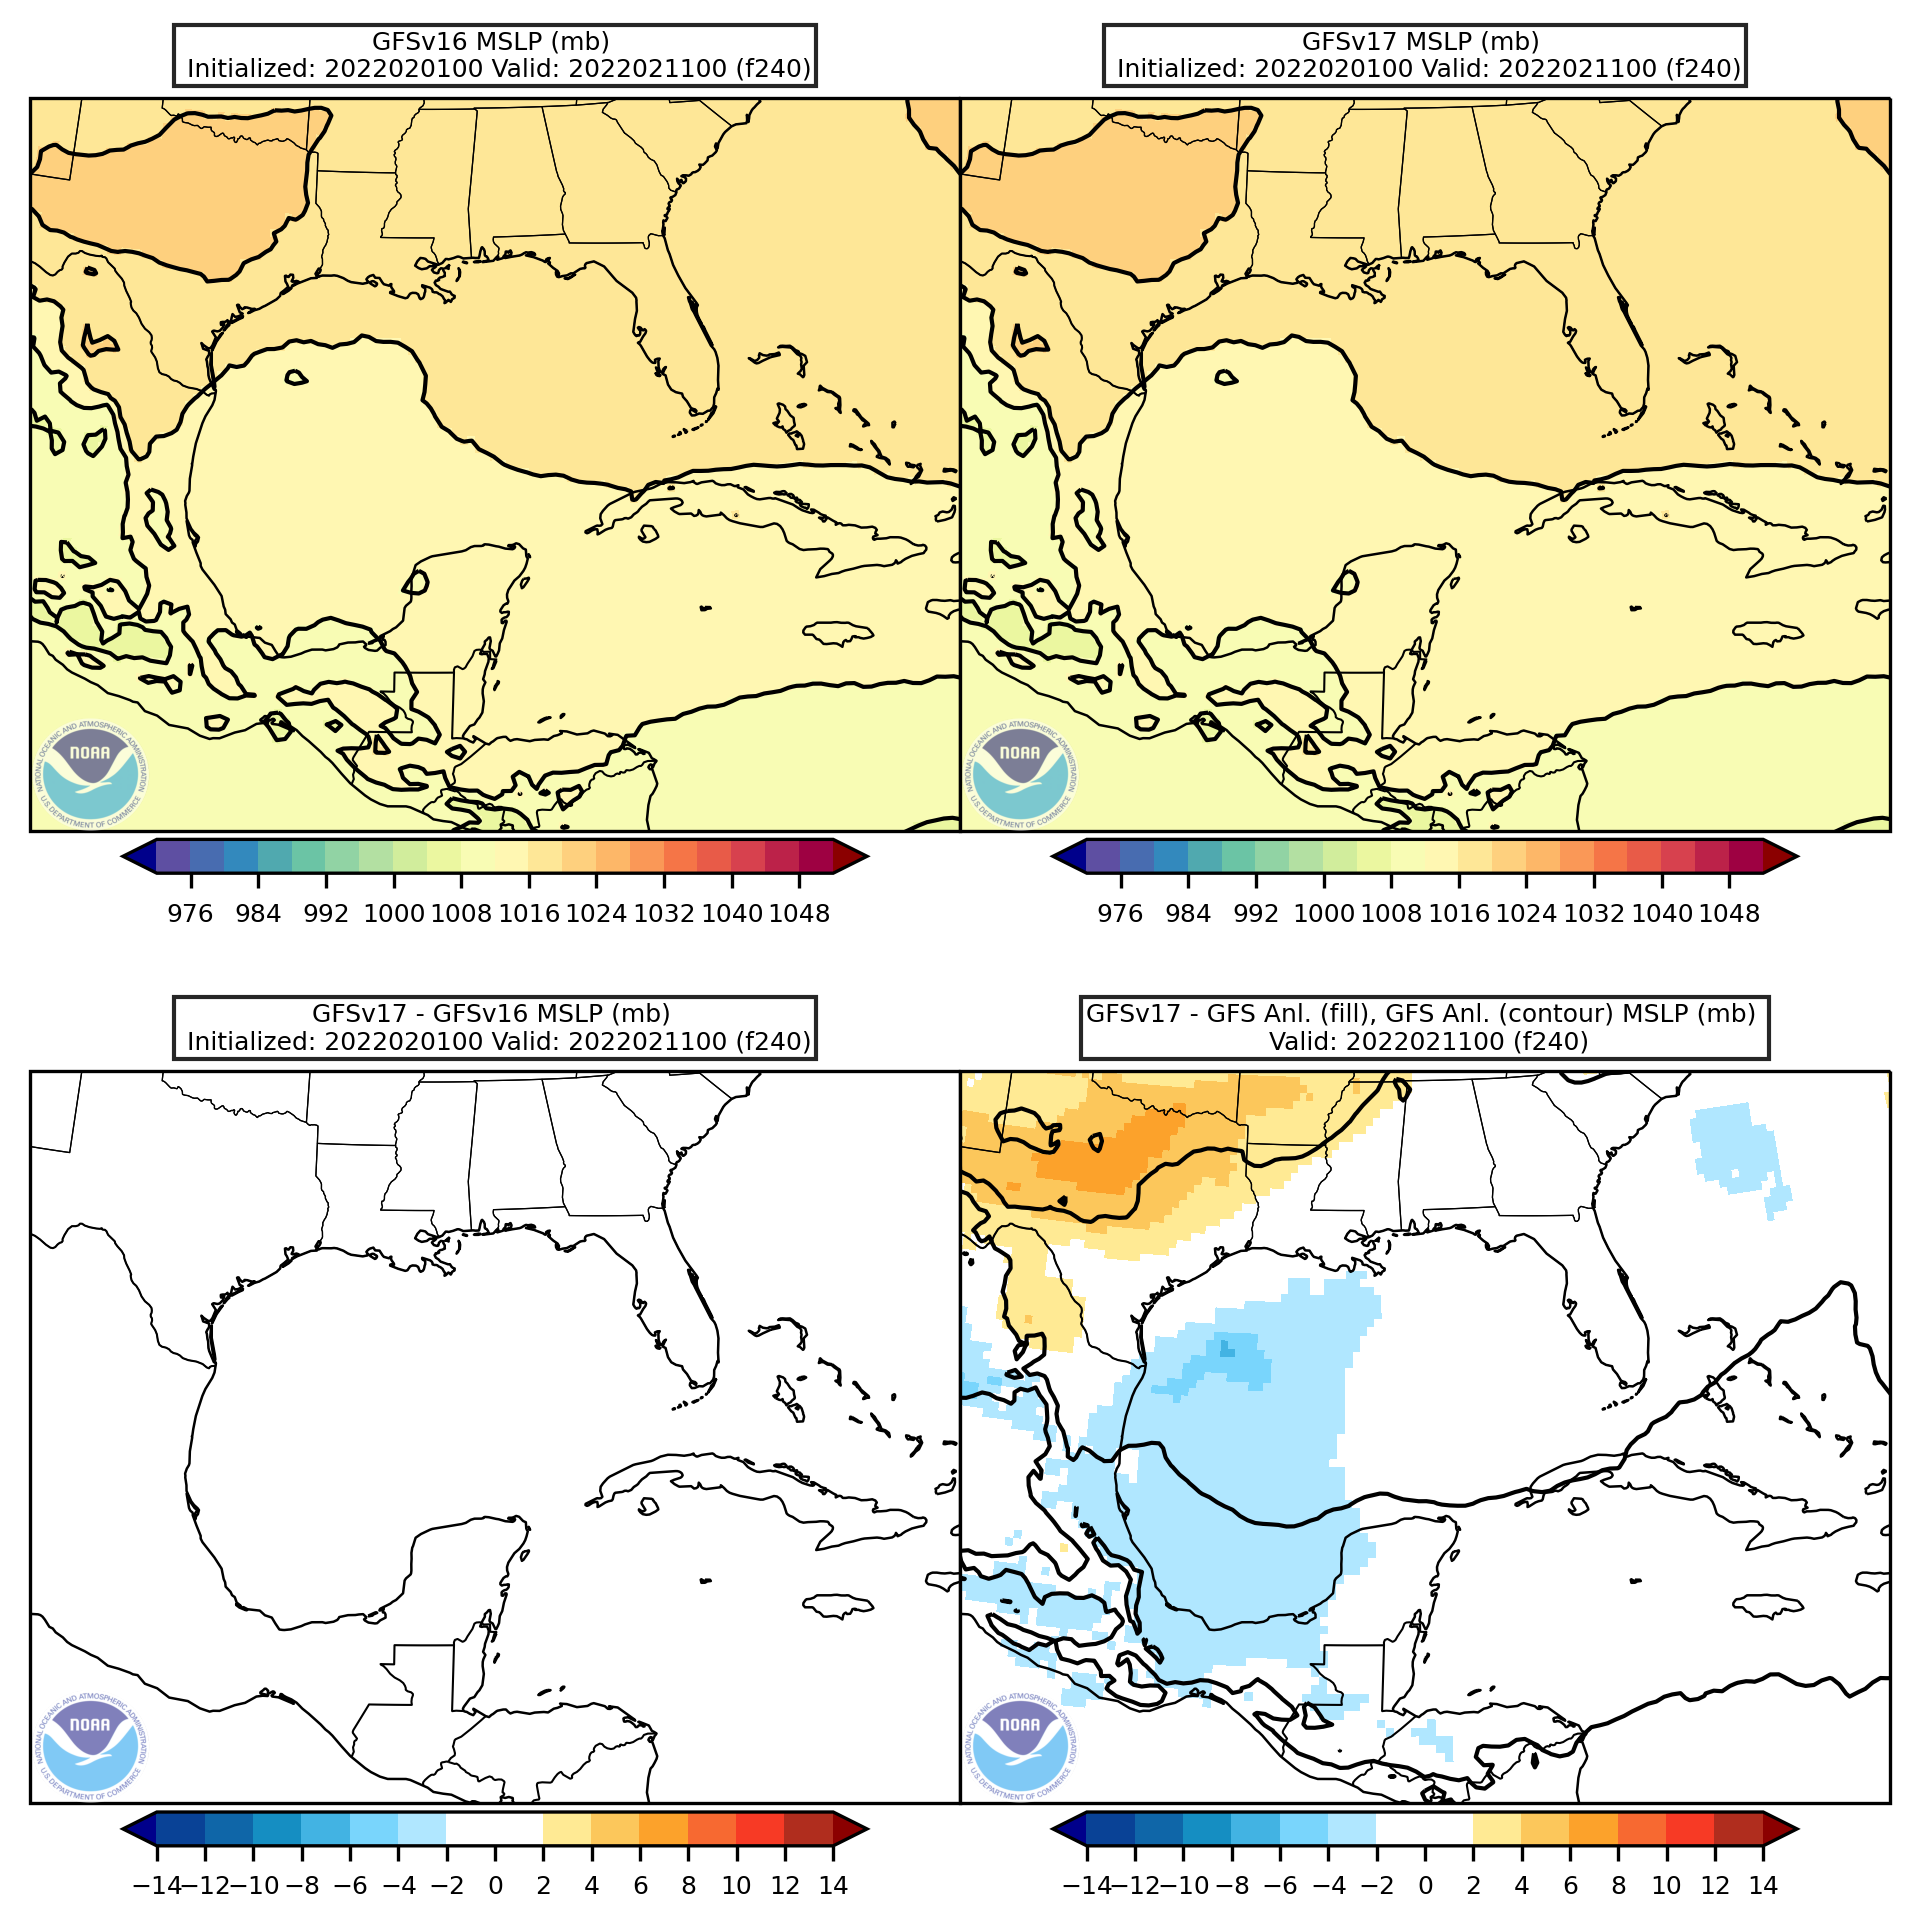 GFSv16 MSLP (mb)
Initialized: 2022020100 Valid: 2022021100 (f240)
GFSv17 MSLP (mb)
Initialized: 2022020100 Valid: 2022021100 (f240)
NATIONAL OCEANIC AND ATMOSPHERIC ADMINISTRATION
NOAA
U.S. DEPARTMENT OF COMMERCE
NATIONAL OCEANIC AND ATMOSPHERIC ADMINISTRATION
NOAA
U.S. DEPARTMENT OF COMMERCE
976 984 992 1000 1008 1016 1024 1032 1040 1048
976 984 992 1000 1008 1016 1024 1032 1040 1048
GFSv17 - GFSv16 MSLP (mb)
Initialized: 2022020100 Valid: 2022021100 (f240)
GFSv17 - GFS Anl. (fill), GFS Anl. (contour) MSLP (mb)
Valid: 2022021100 (f240)
NATIONAL OCEANIC AND ATMOSPHERIC ADMINISTRATION
NOAA
U.S. DEPARTMENT OF COMMERCE
NATIONAL OCEANIC AND ATMOSPHERIC ADMINISTRATION
NOAA
U.S. DEPARTMENT OF COMMERCE
−14 −12 −10 −8 −6 −4 −2 0 2 4 6 8 10 12 14
−14 −12 −10 −8 −6 −4 −2 0 2 4 6 8 10 12 14